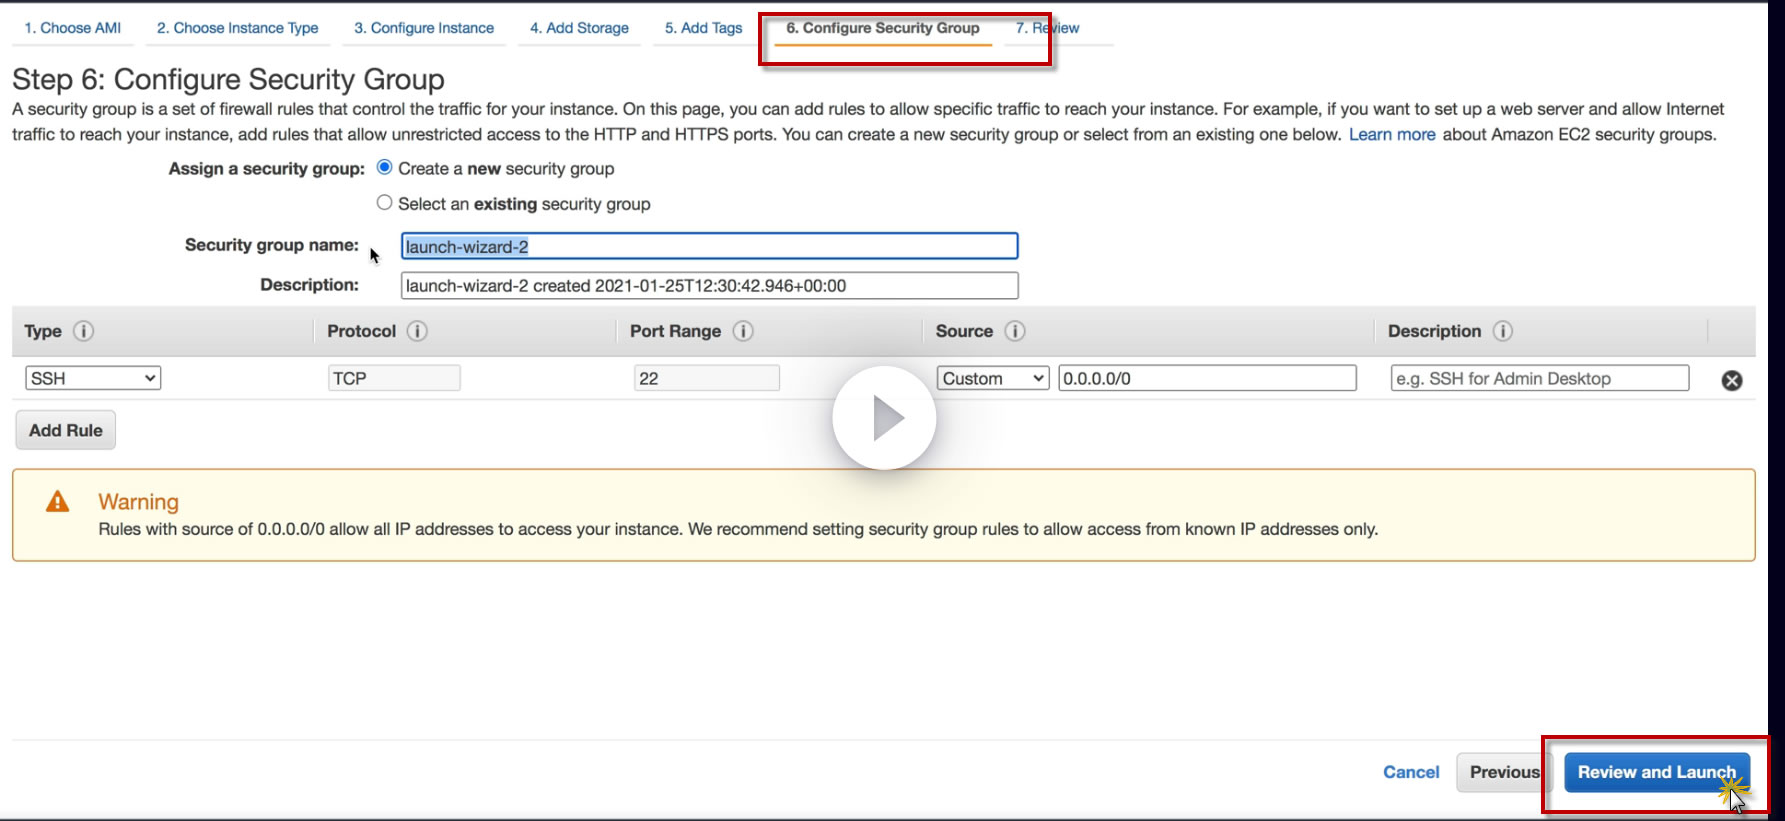 1. Choose AMI 2. Choose Instance Type 3. Configure Instance 4. Add Storage 5. Add Tags 6. Configure Security Group 7. Review
Step 6: Configure Security Group
A security group is a set of firewall rules that control the traffic for your instance. On this page, you can add rules to allow specific traffic to reach your instance. For example, if you want to set up a web server and allow Internet
traffic to reach your instance, add rules that allow unrestricted access to the HTTP and HTTPS ports. You can create a new security group or select from an existing one below. Learn more about Amazon EC2 security groups.
Assign a security group: Create a new security group
Select an existing security group
Security group name: launch-wizard-2
Description: launch-wizard-2 created 2021-01-25T12:30:42.946+00:00
Type Protocol Port Range Source Description
SSH TCP 22 Custom 0.0.0.0/0 e.g. SSH for Admin Desktop
Add Rule
Warning
Rules with source of 0.0.0.0/0 allow all IP addresses to access your instance. We recommend setting security group rules to allow access from known IP addresses only.
Cancel Previous Review and Launch